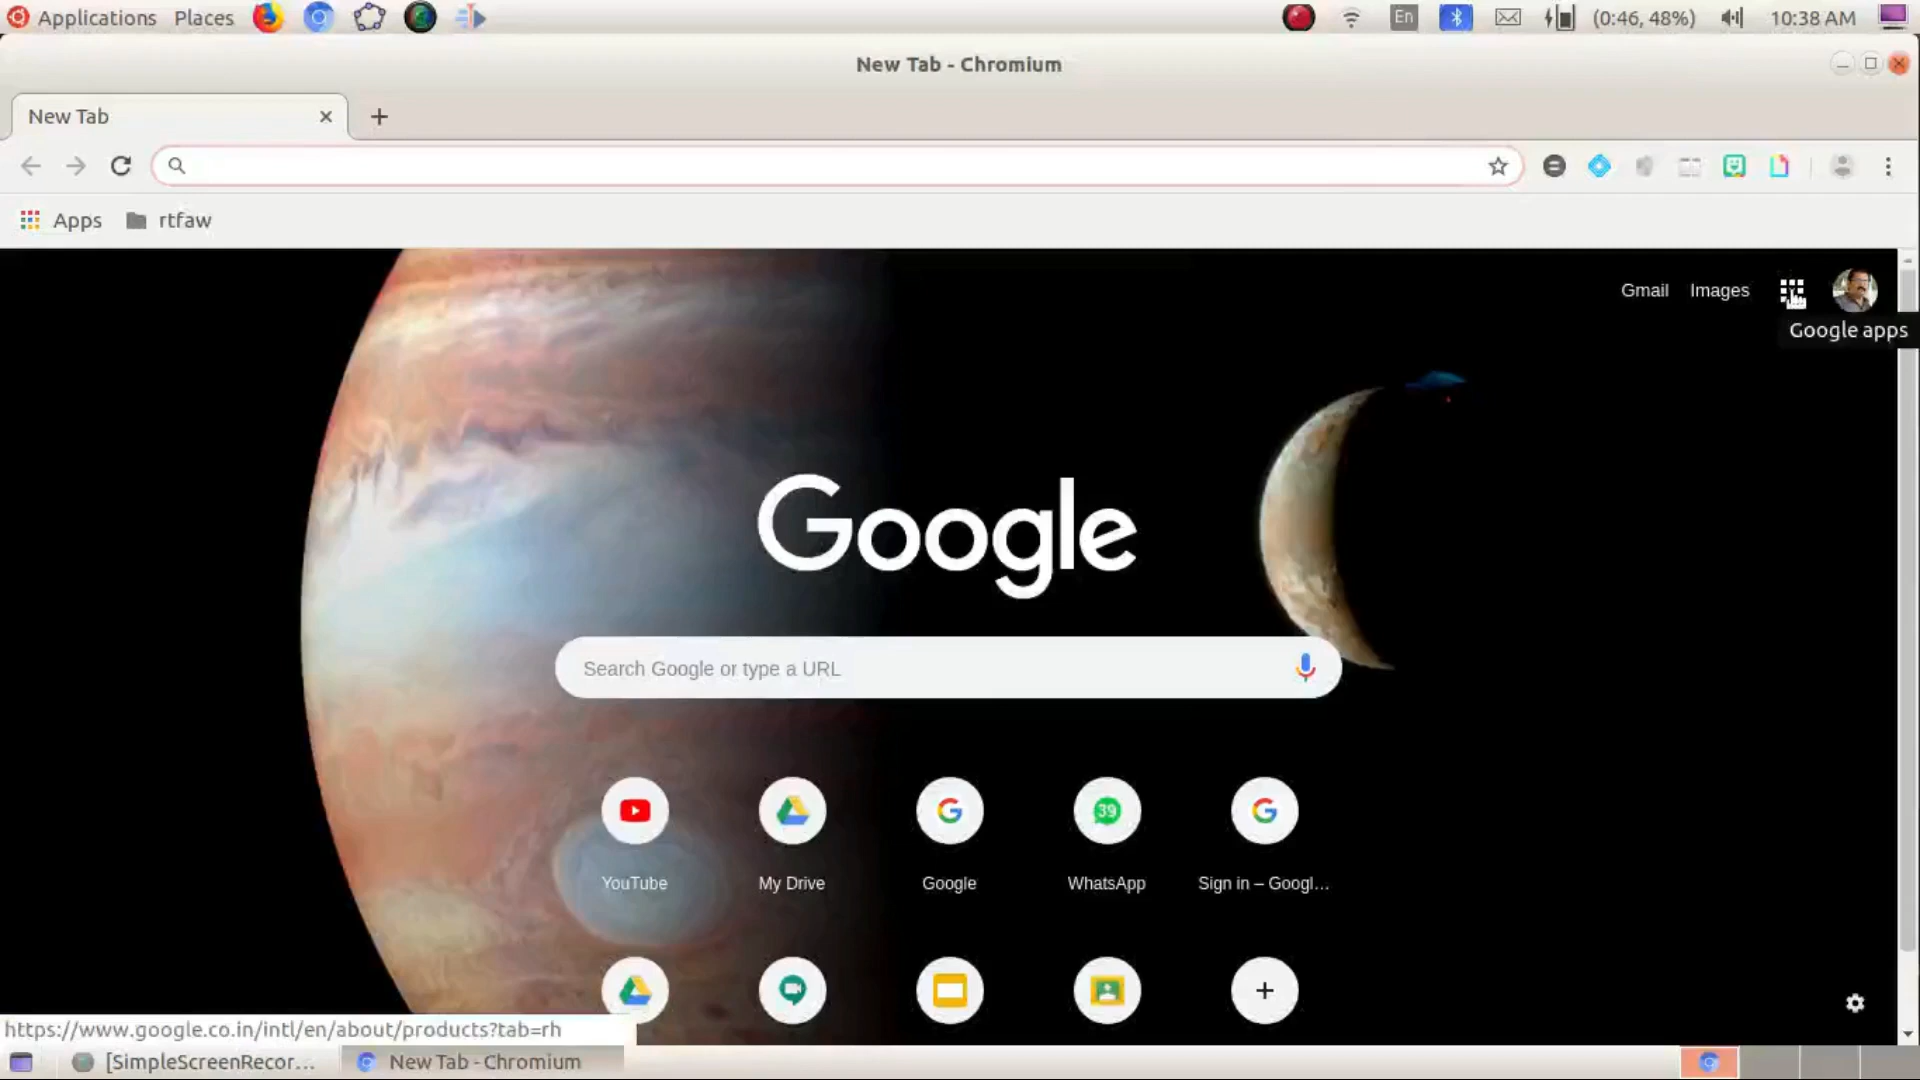 Applications Places En (0:46, 48%) 10:38 AM
New Tab - Chromium
New Tab
Apps rtfaw
Gmail Images
Google apps
Google
Search Google or type a URL
39
YouTube My Drive Google WhatsApp Sign in – Googl...
https://www.google.co.in/intl/en/about/products?tab=rh
[SimpleScreenRecor... New Tab - Chromium